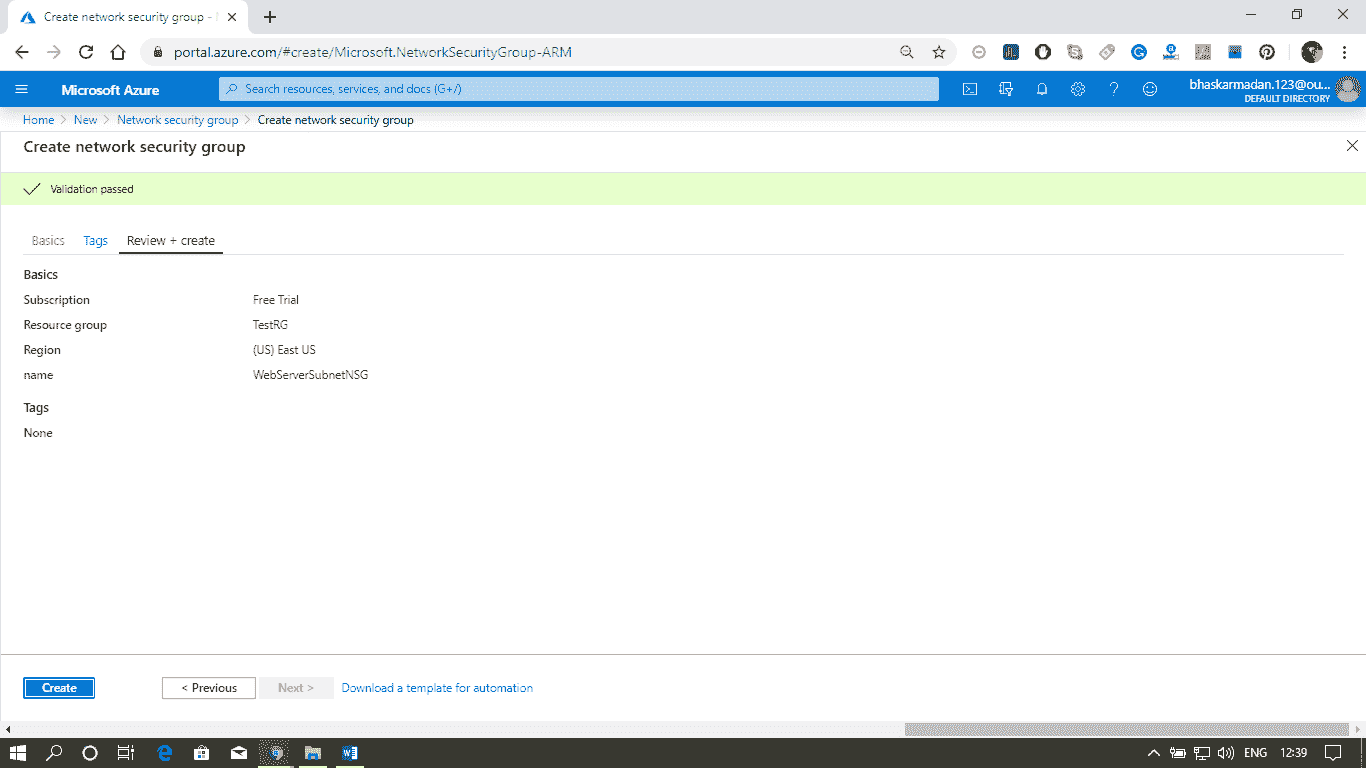 Create network security group -
portal.azure.com/#create/Microsoft.NetworkSecurityGroup-ARM
Microsoft Azure
Search resources, services, and docs (G+/)
bhaskarmadan.123@ou...
DEFAULT DIRECTORY
Home > New > Network security group > Create network security group
Create network security group
Validation passed
Basics Tags Review + create
Basics
Subscription Free Trial
Resource group TestRG
Region (US) East US
name WebServerSubnetNSG
Tags
None
Create < Previous Next > Download a template for automation
ENG 12:39